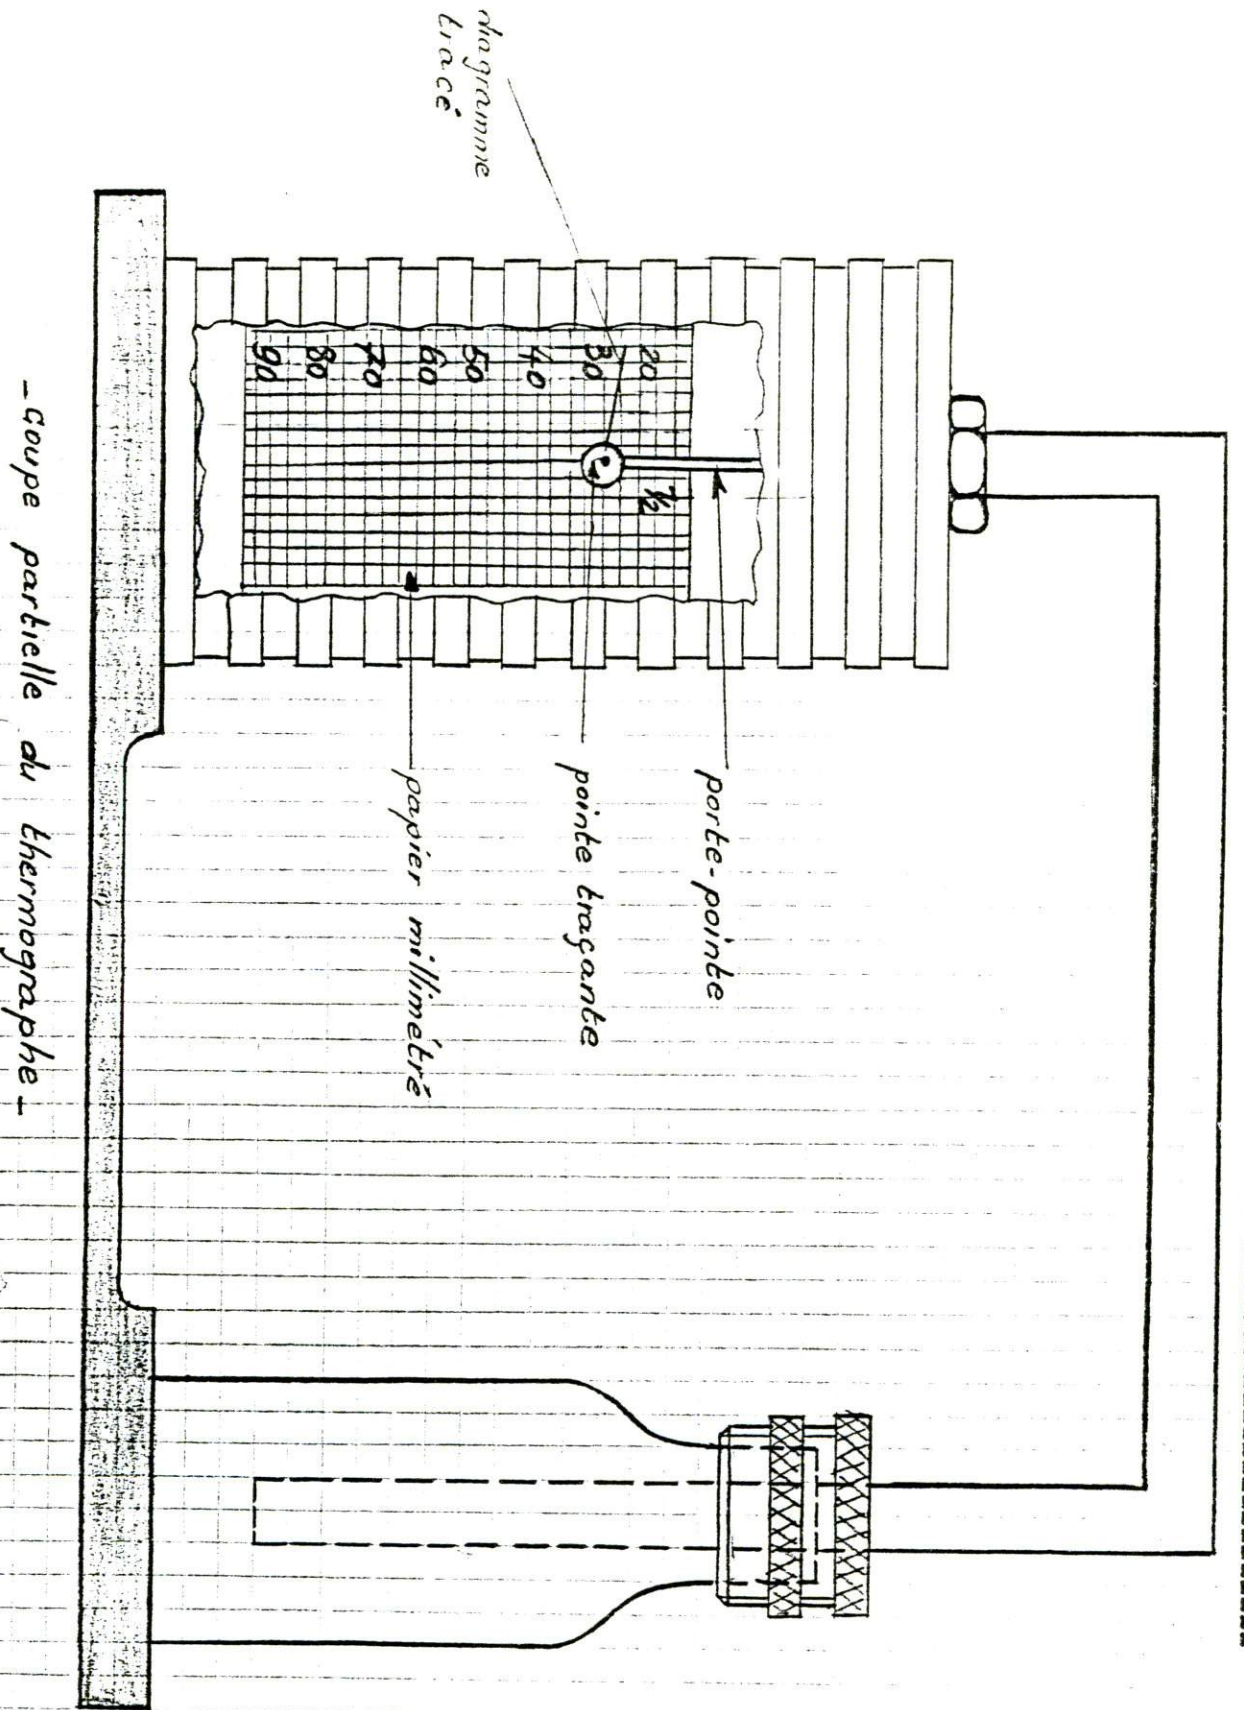 diagramme
tracé
20
30
40
50
60
70
80
90
½
porte-pointe
pointe traçante
papier millimétré
- Coupe partielle du thermographe -